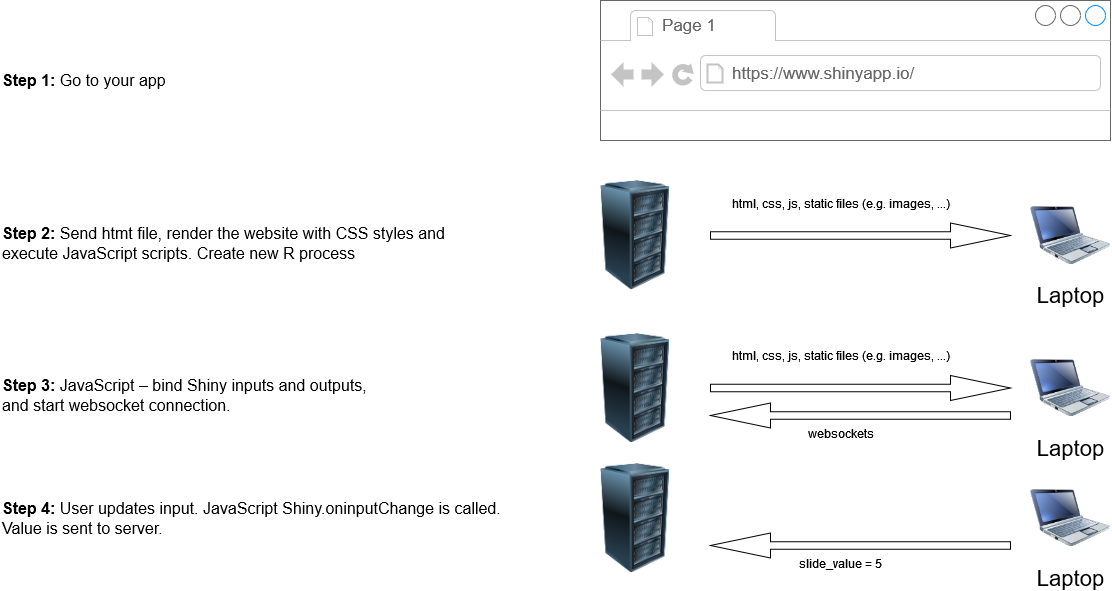 Page 1
https://www.shinyapp.io/
Step 1: Go to your app
html, css, js, static files (e.g. images, ...)
Step 2: Send htmt file, render the website with CSS styles and
execute JavaScript scripts. Create new R process
Laptop
html, css, js, static files (e.g. images, ...)
Step 3: JavaScript – bind Shiny inputs and outputs,
and start websocket connection.
websockets
Laptop
Step 4: User updates input. JavaScript Shiny.oninputChange is called.
Value is sent to server.
slide_value = 5
Laptop